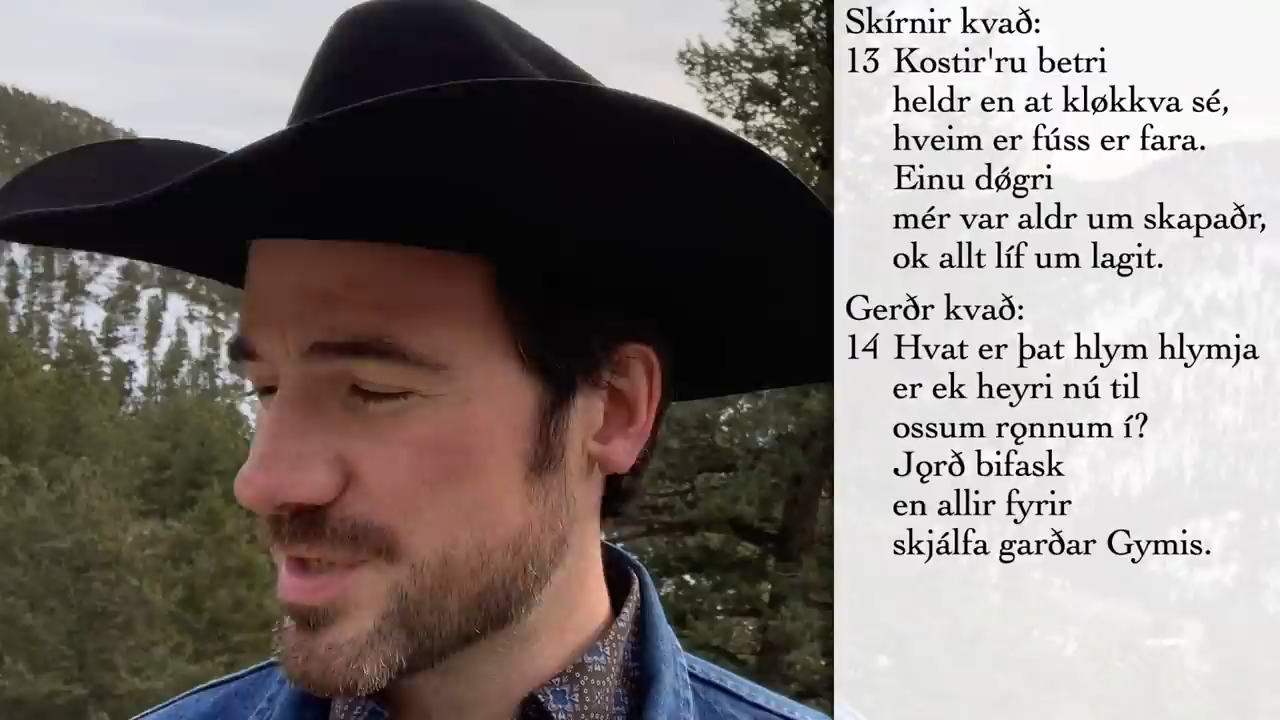 Skírnir kvað:
13 Kostir'ru betri
heldr en at kløkkva sé,
hveim er fúss er fara.
Einu dǿgri
mér var aldr um skapaðr,
ok allt líf um lagit.
Gerðr kvað:
14 Hvat er þat hlym hlymja
er ek heyri nú til
ossum rǫnnum í?
Jǫrð bifask
en allir fyrir
skjálfa garðar Gymis.